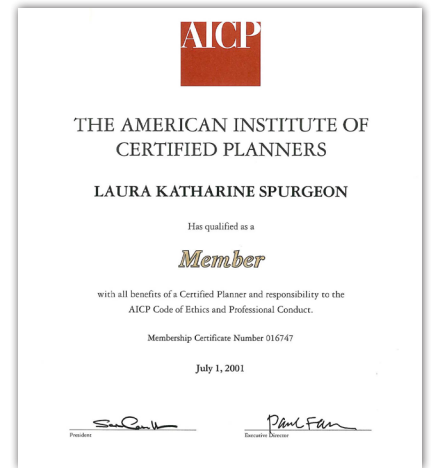 AICP
THE AMERICAN INSTITUTE OF
CERTIFIED PLANNERS
LAURA KATHARINE SPURGEON
Has qualified as a
Member
with all benefits of a Certified Planner and responsibility to the
AICP Code of Ethics and Professional Conduct.
Membership Certificate Number 016747
July 1, 2001
President
Executive Director